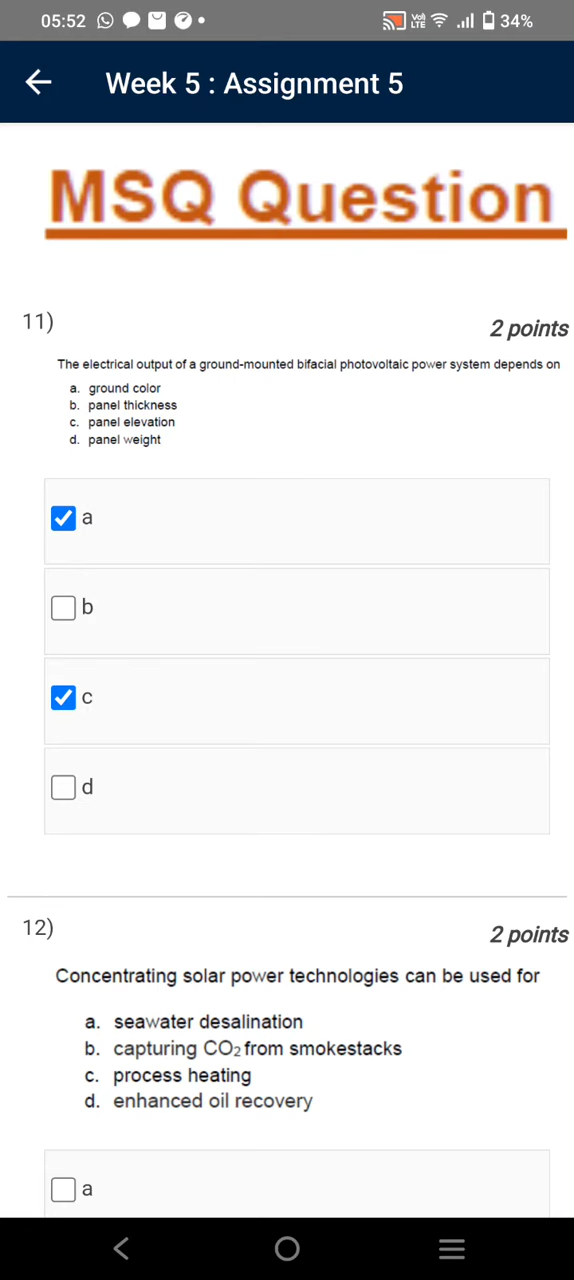 05:52 34%
Vo) LTE
Week 5 : Assignment 5
MSQ Question
11)
2 points
The electrical output of a ground-mounted bifacial photovoltaic power system depends on
a. ground color
b. panel thickness
c. panel elevation
d. panel weight
a
b
c
d
12)
2 points
Concentrating solar power technologies can be used for
a. seawater desalination
b. capturing CO2 from smokestacks
c. process heating
d. enhanced oil recovery
a